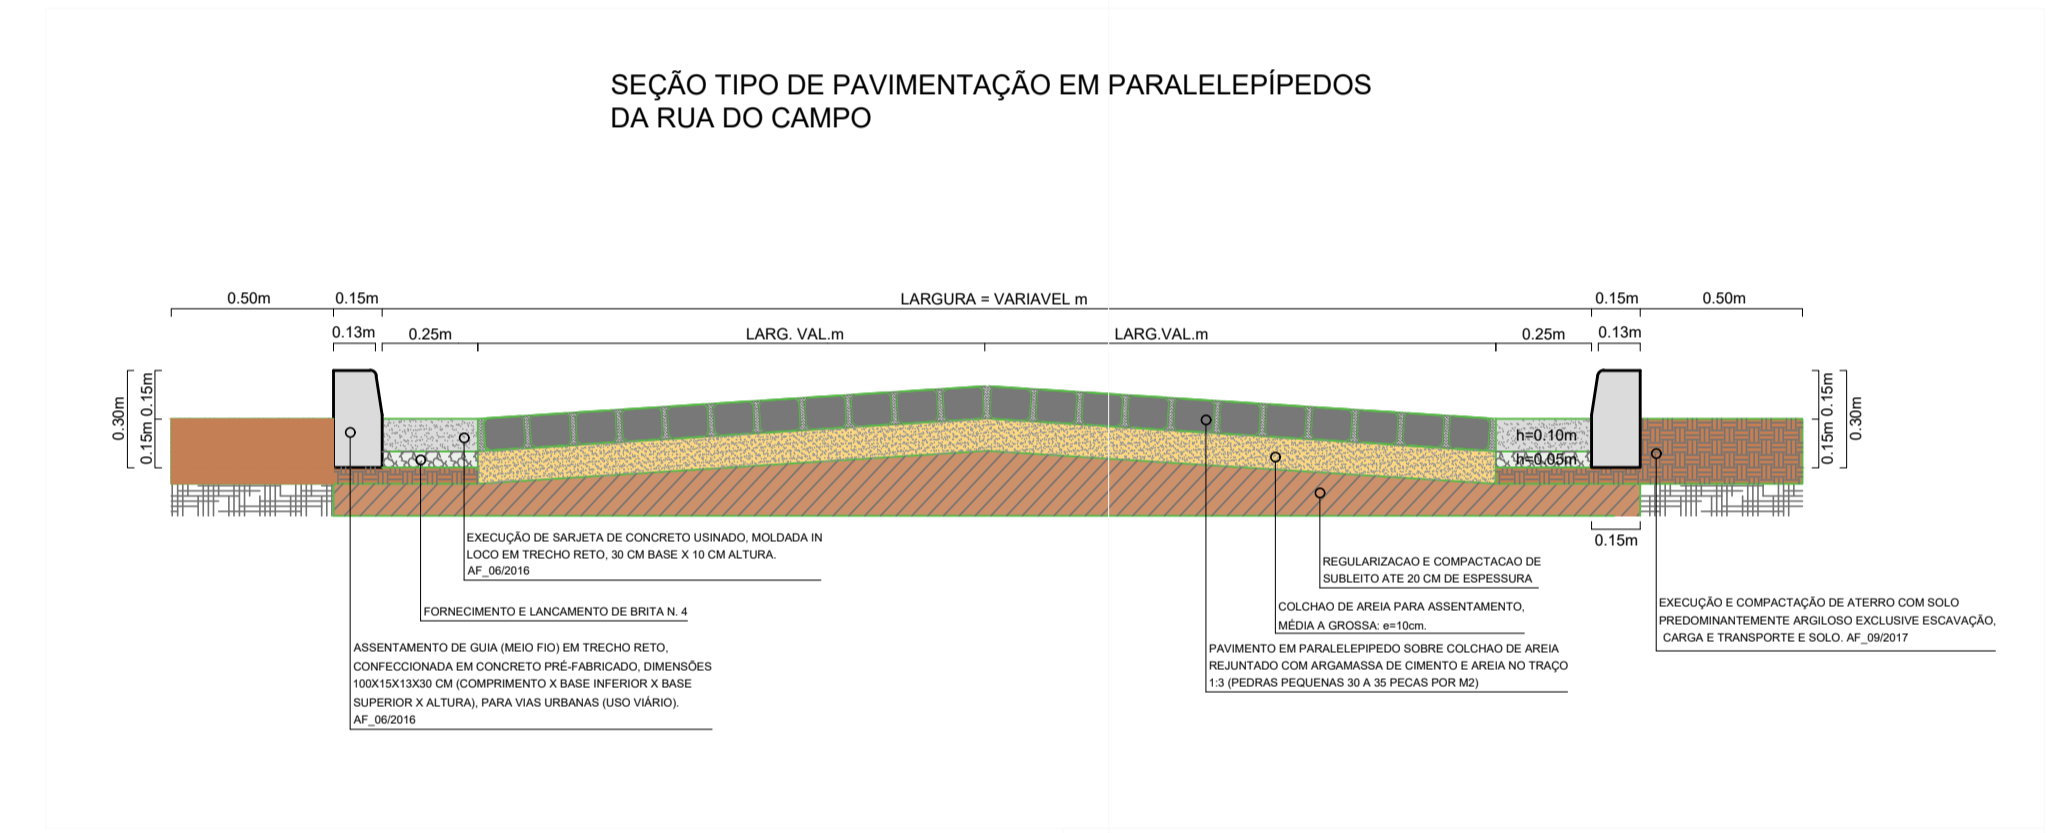 SEÇÃO TIPO DE PAVIMENTAÇÃO EM PARALELEPÍPEDOS
DA RUA DO CAMPO
0.50m
0.15m
LARGURA = VARIAVEL m
0.15m
0.50m
0.13m
0.25m
LARG. VAL.m
LARG.VAL.m
0.25m
0.13m
0.30m
0.15m
0.15m
h=0.10m
h=0.05m
0.15m
0.15m
0.30m
0.15m
EXECUÇÃO DE SARJETA DE CONCRETO USINADO, MOLDADA IN
LOCO EM TRECHO RETO, 30 CM BASE X 10 CM ALTURA.
AF_06/2016
FORNECIMENTO E LANCAMENTO DE BRITA N. 4
ASSENTAMENTO DE GUIA (MEIO FIO) EM TRECHO RETO,
CONFECCIONADA EM CONCRETO PRÉ-FABRICADO, DIMENSÕES
100X15X13X30 CM (COMPRIMENTO X BASE INFERIOR X BASE
SUPERIOR X ALTURA), PARA VIAS URBANAS (USO VIÁRIO).
AF_06/2016
REGULARIZACAO E COMPACTACAO DE
SUBLEITO ATE 20 CM DE ESPESSURA
COLCHAO DE AREIA PARA ASSENTAMENTO,
MÉDIA A GROSSA: e=10cm.
PAVIMENTO EM PARALELEPIPEDO SOBRE COLCHAO DE AREIA
REJUNTADO COM ARGAMASSA DE CIMENTO E AREIA NO TRAÇO
1:3 (PEDRAS PEQUENAS 30 A 35 PECAS POR M2)
EXECUÇÃO E COMPACTAÇÃO DE ATERRO COM SOLO
PREDOMINANTEMENTE ARGILOSO EXCLUSIVE ESCAVAÇÃO,
CARGA E TRANSPORTE E SOLO. AF_09/2017